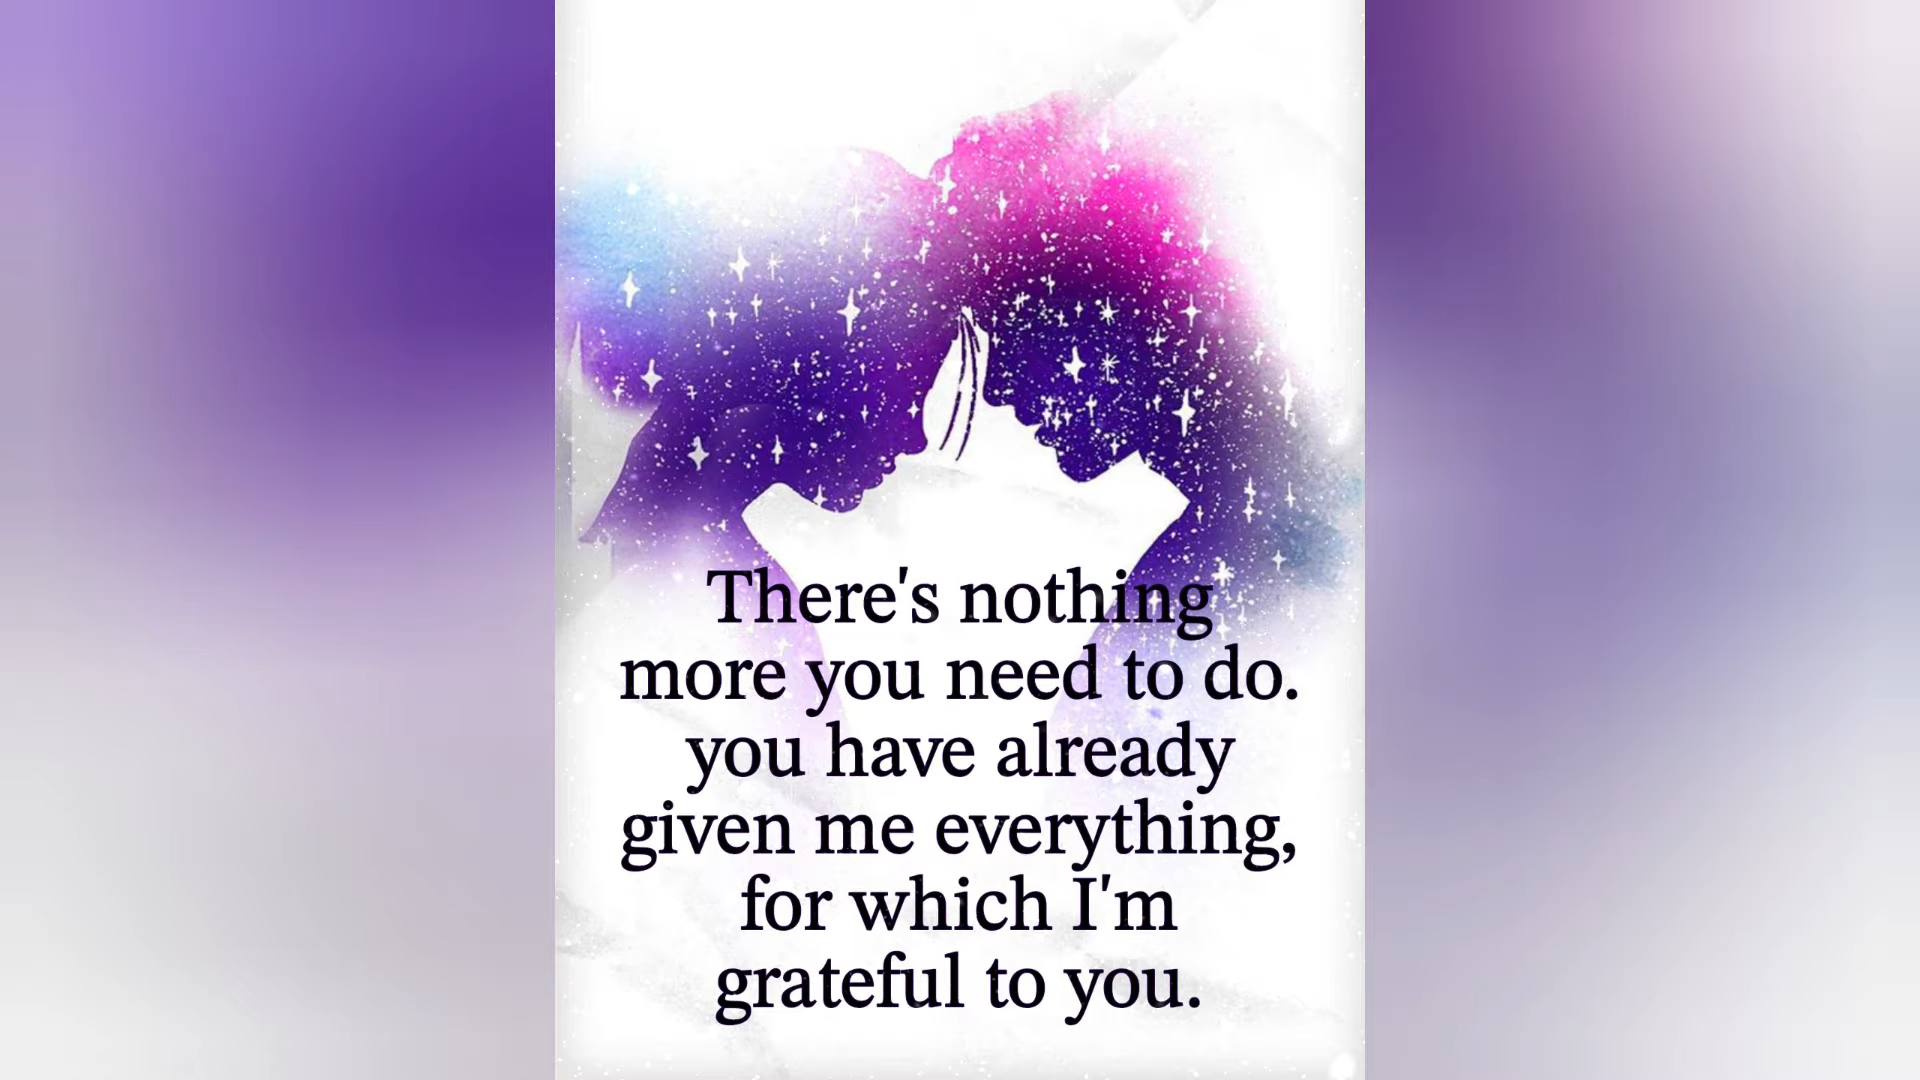 There's nothing
more you need to do.
you have already
given me everything,
for which I'm
grateful to you.